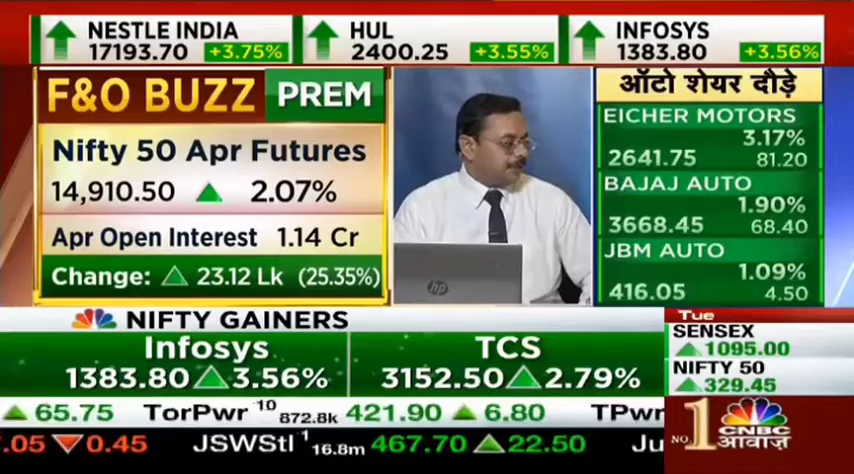 NESTLE INDIA
17193.70 +3.75%
HUL
2400.25 +3.55%
INFOSYS
1383.80 +3.56%
F&O BUZZ PREM
Nifty 50 Apr Futures
14,910.50 2.07%
Apr Open Interest 1.14 Cr
Change: 23.12 Lk (25.35%)
hp
ऑटो शेयर दौड़े
EICHER MOTORS
3.17%
2641.75 81.20
BAJAJ AUTO
1.90%
3668.45 68.40
JBM AUTO
1.09%
416.05 4.50
NIFTY GAINERS
Infosys
1383.80 3.56%
TCS
3152.50 2.79%
Tue
SENSEX
1095.00
NIFTY 50
329.45
65.75 TorPwr 10 872.8k 421.90 6.80 TPwr
.05 0.45 JSWStl 1 16.8m 467.70 22.50 Ju
NO. 1 CNBC
आवाज़